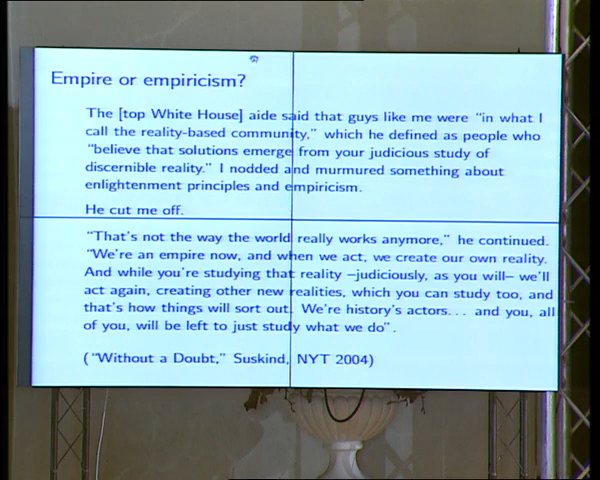 Empire or empiricism?
The [top White House] aide said that guys like me were "in what I
call the reality-based community," which he defined as people who
"believe that solutions emerge from your judicious study of
discernible reality." I nodded and murmured something about
enlightenment principles and empiricism.
He cut me off.
"That's not the way the world really works anymore," he continued.
"We're an empire now, and when we act, we create our own reality.
And while you're studying that reality –judiciously, as you will– we'll
act again, creating other new realities, which you can study too, and
that's how things will sort out. We're history's actors... and you, all
of you, will be left to just study what we do".
("Without a Doubt," Suskind, NYT 2004)